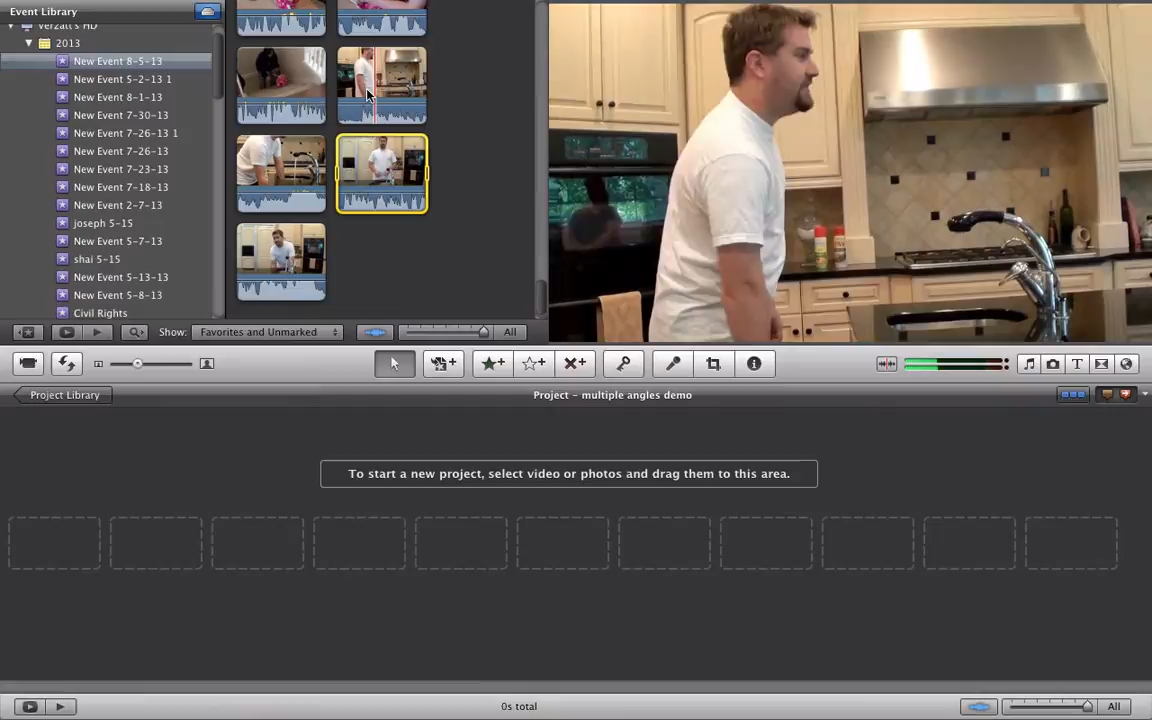 Event Library
Verzatt's HD
2013
New Event 8-5-13
New Event 5-2-13 1
New Event 8-1-13
New Event 7-30-13
New Event 7-26-13 1
New Event 7-26-13
New Event 7-23-13
New Event 7-18-13
New Event 2-7-13
joseph 5-15
New Event 5-7-13
shai 5-15
New Event 5-13-13
New Event 5-8-13
Civil Rights
Show: Favorites and Unmarked
All
Project Library
Project - multiple angles demo
To start a new project, select video or photos and drag them to this area.
0s total
All